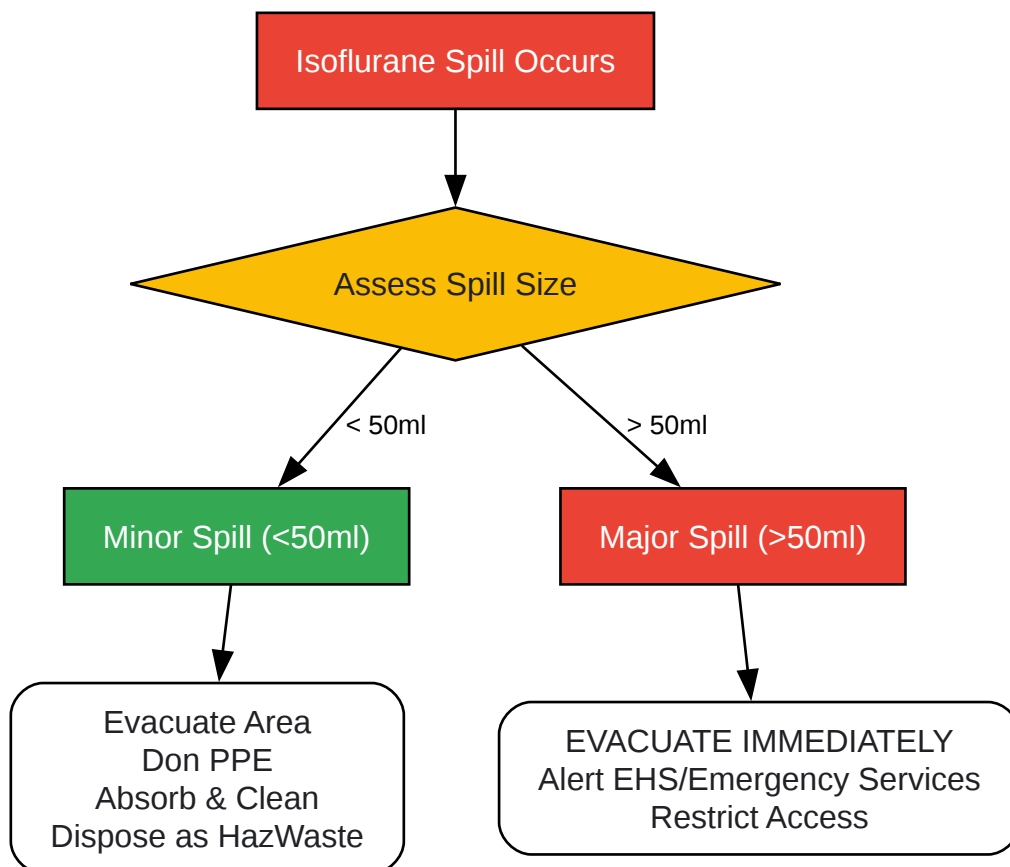 Isoflurane Spill Occurs
Assess Spill Size
< 50ml
> 50ml
Minor Spill (<50ml)
Major Spill (>50ml)
Evacuate Area
Don PPE
Absorb & Clean
Dispose as HazWaste
EVACUATE IMMEDIATELY
Alert EHS/Emergency Services
Restrict Access